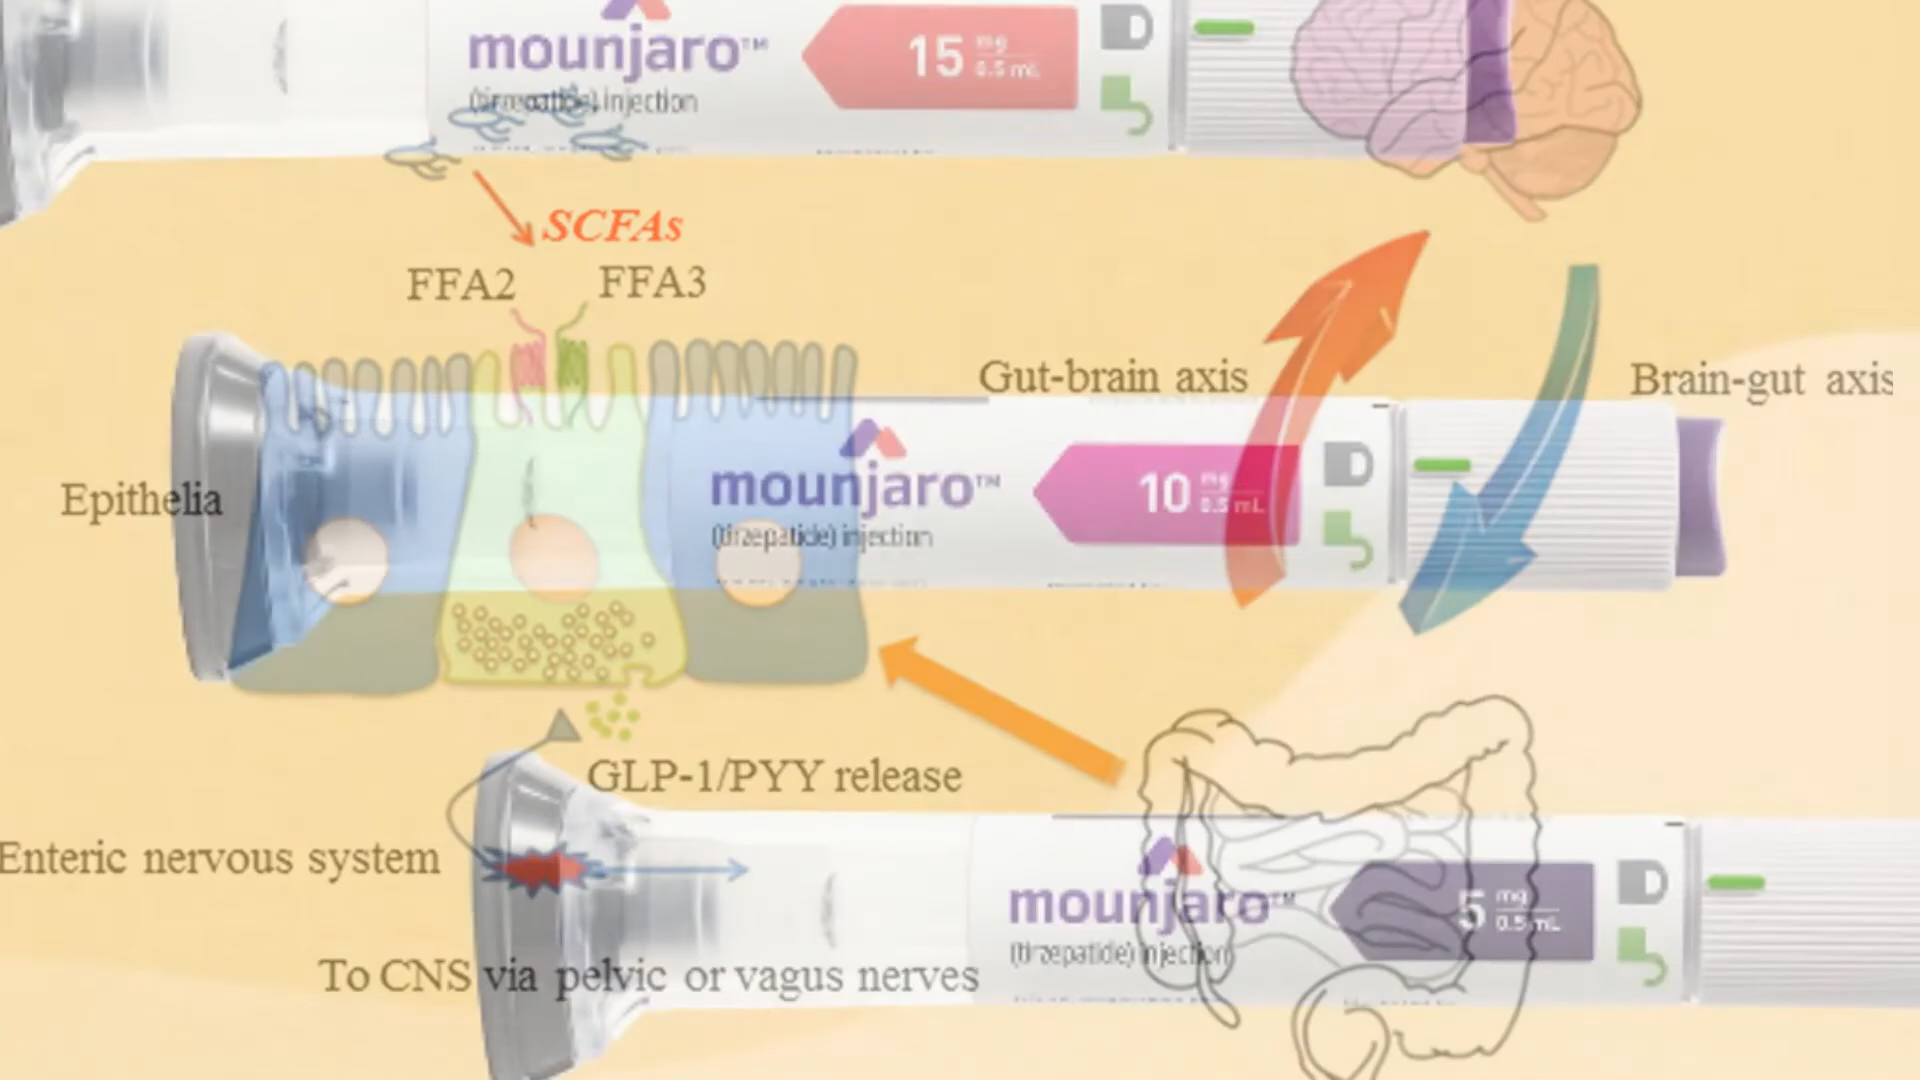 mounjaro™
15 mg
0.5 mL
(tirzepatide) injection
SCFAs
FFA2 FFA3
Gut-brain axis
Brain-gut axis
Epithelia
mounjaro™
10 mg
0.5 mL
(tirzepatide) injection
GLP-1/PYY release
Enteric nervous system
mounjaro™
5 mg
0.5 mL
(tirzepatide) injection
To CNS via pelvic or vagus nerves